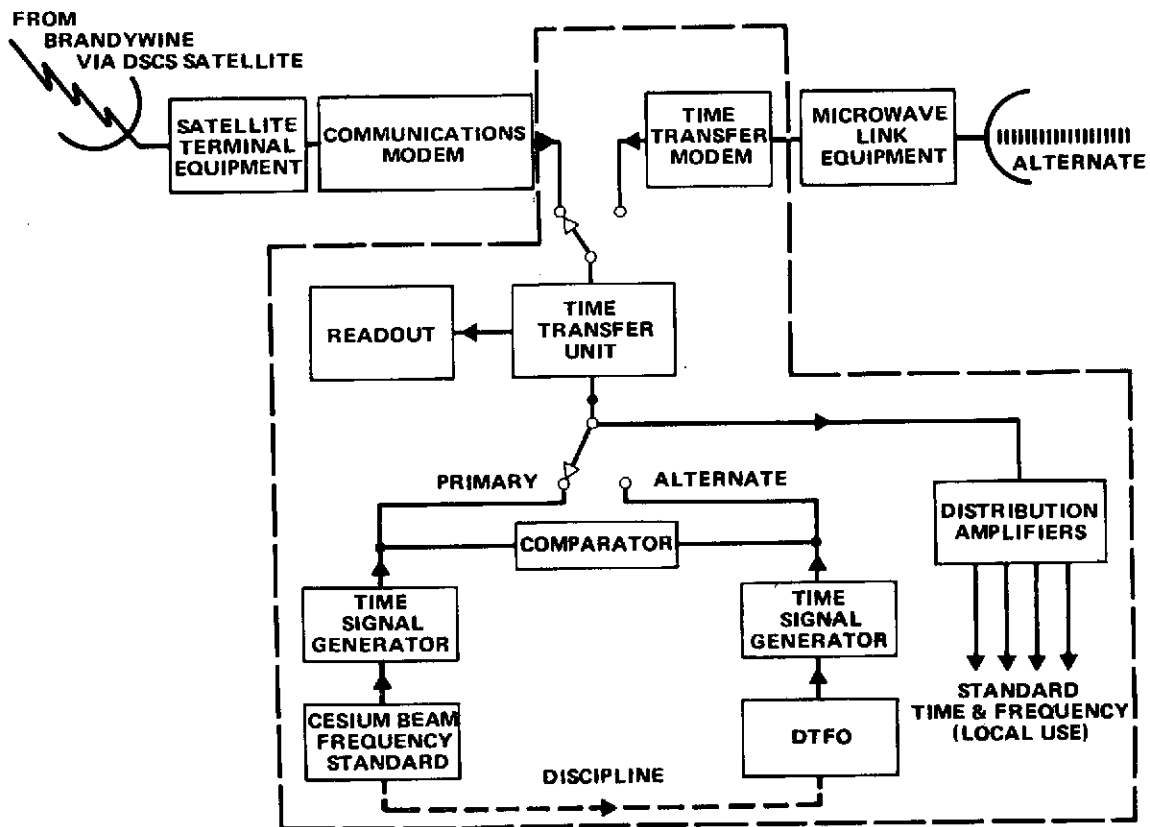 FROM
BRANDYWINE
VIA DSCS SATELLITE
SATELLITE
TERMINAL
EQUIPMENT
COMMUNICATIONS
MODEM
TIME
TRANSFER
MODEM
MICROWAVE
LINK
EQUIPMENT
ALTERNATE
READOUT
TIME
TRANSFER
UNIT
PRIMARY
ALTERNATE
COMPARATOR
DISTRIBUTION
AMPLIFIERS
TIME
SIGNAL
GENERATOR
TIME
SIGNAL
GENERATOR
CESIUM BEAM
FREQUENCY
STANDARD
DTFO
STANDARD
TIME & FREQUENCY
(LOCAL USE)
DISCIPLINE